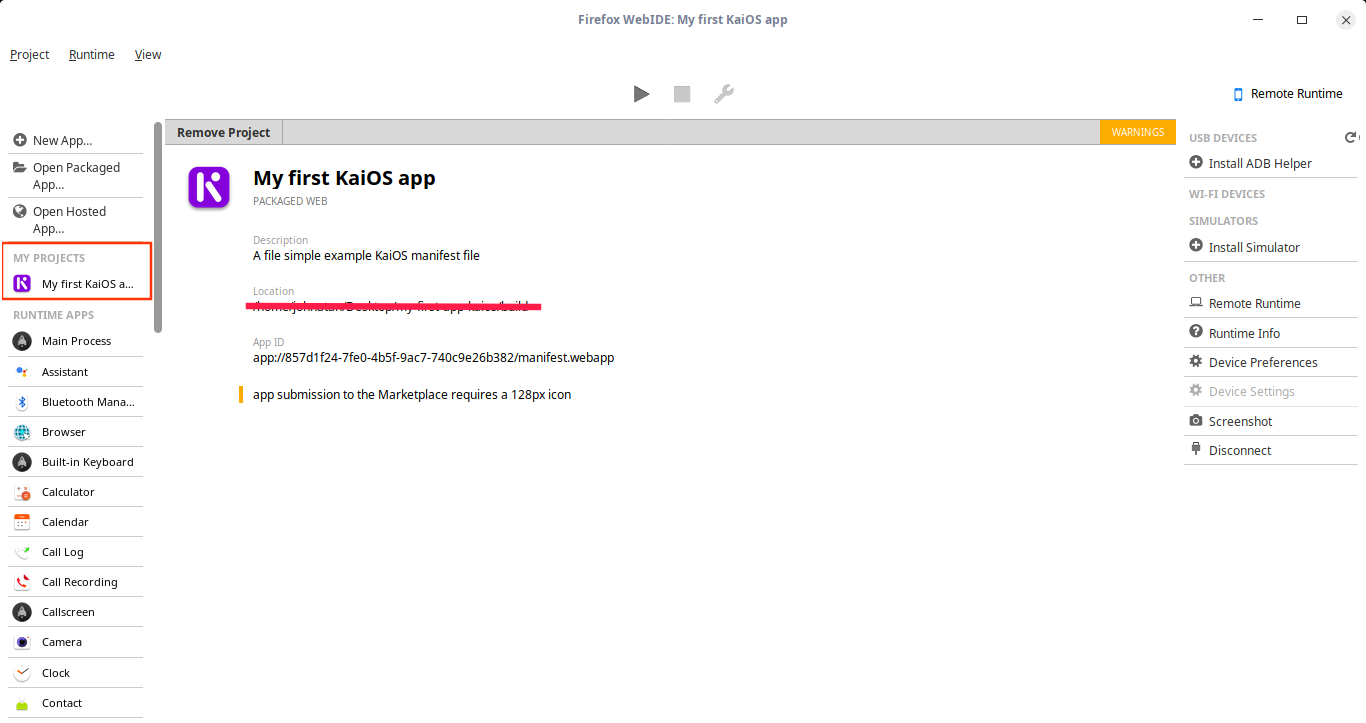 Firefox WebIDE: My first KaiOS app
Project Runtime View
Remote Runtime
New App...
Open Packaged
App...
Open Hosted
App...
MY PROJECTS
My first KaiOS a...
RUNTIME APPS
Main Process
Assistant
Bluetooth Mana...
Browser
Built-in Keyboard
Calculator
Calendar
Call Log
Call Recording
Callscreen
Camera
Clock
Contact
Remove Project
WARNINGS
My first KaiOS app
PACKAGED WEB
Description
A file simple example KaiOS manifest file
Location
App ID
app://857d1f24-7fe0-4b5f-9ac7-740c9e26b382/manifest.webapp
app submission to the Marketplace requires a 128px icon
USB DEVICES
Install ADB Helper
WI-FI DEVICES
SIMULATORS
Install Simulator
OTHER
Remote Runtime
Runtime Info
Device Preferences
Device Settings
Screenshot
Disconnect